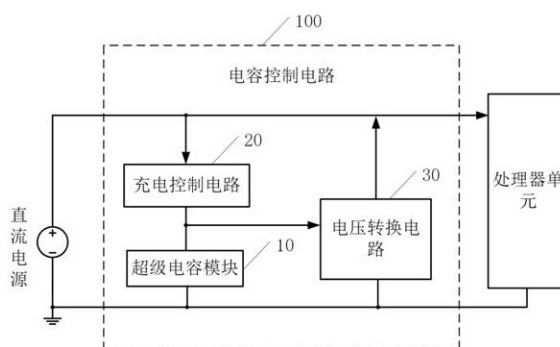 100
电容控制电路
20
充电控制电路
30
处理器单
元
电压转换电
路
10
超级电容模块
直
流
电
源